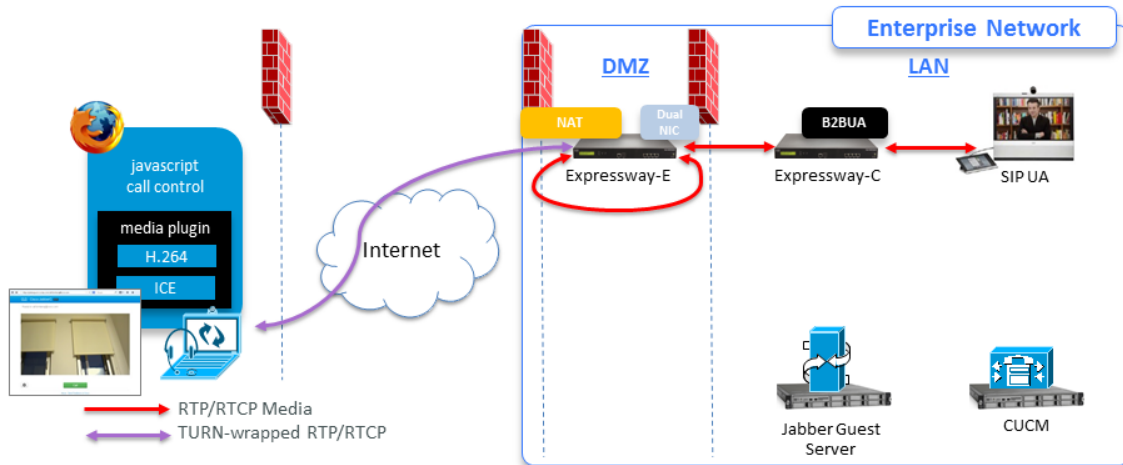 Enterprise Network
DMZ
LAN
NAT
Dual
NIC
B2BUA
Expressway-E
Expressway-C
SIP UA
javascript
call control
media plugin
H.264
ICE
Internet
RTP/RTCP Media
TURN-wrapped RTP/RTCP
Jabber Guest
Server
CUCM